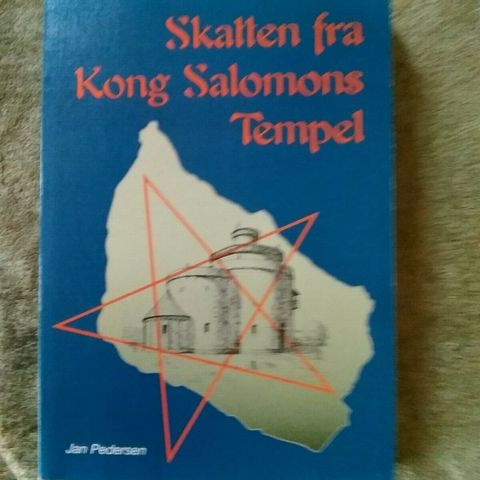 Skatten fra
Kong Salomons
Tempel
Jan Pedersen